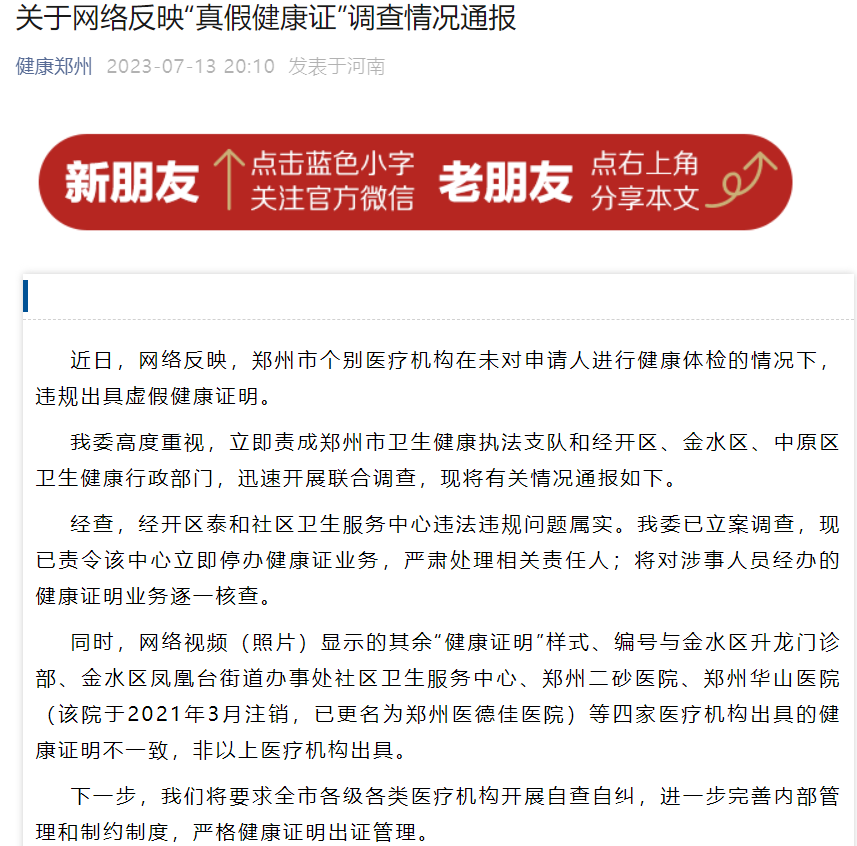 关于网络反映“真假健康证”调查情况通报
健康郑州 2023-07-13 20:10 发表于河南
新朋友 点击蓝色小字 老朋友 点右上角
关注官方微信 分享本文
近日，网络反映，郑州市个别医疗机构在未对申请人进行健康体检的情况下，
违规出具虚假健康证明。
我委高度重视，立即责成郑州市卫生健康执法支队和经开区、金水区、中原区
卫生健康行政部门，迅速开展联合调查，现将有关情况通报如下。
经查，经开区泰和社区卫生服务中心违法违规问题属实。我委已立案调查，现
已责令该中心立即停办健康证业务，严肃处理相关责任人；将对涉事人员经办的
健康证明业务逐一核查。
同时，网络视频（照片）显示的其余“健康证明”样式、编号与金水区升龙门诊
部、金水区凤凰台街道办事处社区卫生服务中心、郑州二砂医院、郑州华山医院
（该院于2021年3月注销，已更名为郑州医德佳医院）等四家医疗机构出具的健
康证明不一致，非以上医疗机构出具。
下一步，我们将要求全市各级各类医疗机构开展自查自纠，进一步完善内部管
理和制约制度，严格健康证明出证管理。